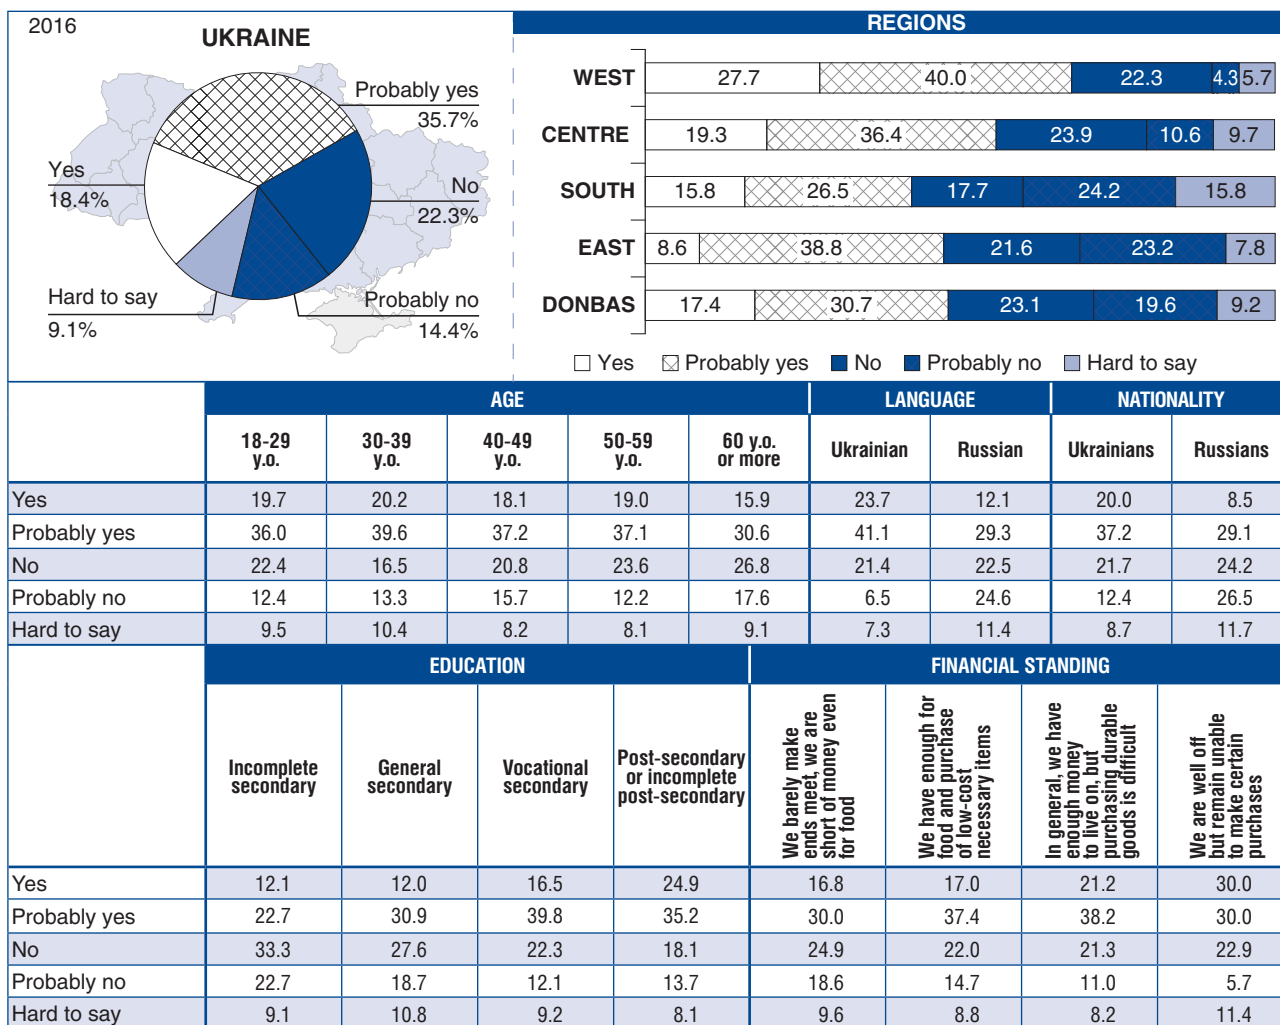 2016
UKRAINE
Probably yes
35.7%
Yes
18.4%
No
22.3%
Hard to say
9.1%
Probably no
14.4%
REGIONS
WEST 27.7 40.0 22.3 4.3 5.7
CENTRE 19.3 36.4 23.9 10.6 9.7
SOUTH 15.8 26.5 17.7 24.2 15.8
EAST 8.6 38.8 21.6 23.2 7.8
DONBAS 17.4 30.7 23.1 19.6 9.2
Yes Probably yes No Probably no Hard to say
AGE LANGUAGE NATIONALITY
18-29 y.o. 30-39 y.o. 40-49 y.o. 50-59 y.o. 60 y.o. or more Ukrainian Russian Ukrainians Russians
Yes 19.7 20.2 18.1 19.0 15.9 23.7 12.1 20.0 8.5
Probably yes 36.0 39.6 37.2 37.1 30.6 41.1 29.3 37.2 29.1
No 22.4 16.5 20.8 23.6 26.8 21.4 22.5 21.7 24.2
Probably no 12.4 13.3 15.7 12.2 17.6 6.5 24.6 12.4 26.5
Hard to say 9.5 10.4 8.2 8.1 9.1 7.3 11.4 8.7 11.7
EDUCATION FINANCIAL STANDING
Incomplete
secondary
General
secondary
Vocational
secondary
Post-secondary
or incomplete
post-secondary
We barely make
ends meet, we are
short of money even
for food
We have enough for
food and purchase
of low-cost
necessary items
In general, we have
enough money
to live on, but
purchasing durable
goods is difficult
We are well off
but remain unable
to make certain
purchases
Yes 12.1 12.0 16.5 24.9 16.8 17.0 21.2 30.0
Probably yes 22.7 30.9 39.8 35.2 30.0 37.4 38.2 30.0
No 33.3 27.6 22.3 18.1 24.9 22.0 21.3 22.9
Probably no 22.7 18.7 12.1 13.7 18.6 14.7 11.0 5.7
Hard to say 9.1 10.8 9.2 8.1 9.6 8.8 8.2 11.4